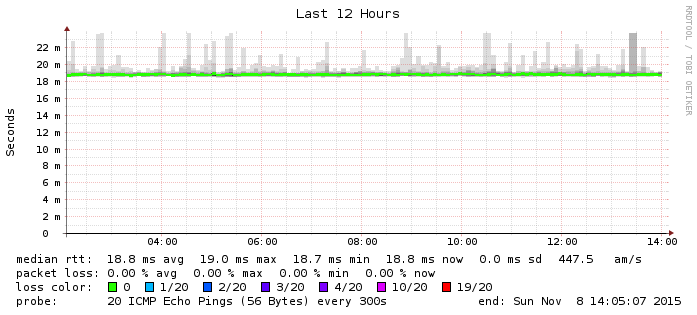 Last 12 Hours
RRDTOOL / TOBI OETIKER
Seconds
22 m
20 m
18 m
16 m
14 m
12 m
10 m
8 m
6 m
4 m
2 m
0
04:00 06:00 08:00 10:00 12:00 14:00
median rtt: 18.8 ms avg 19.0 ms max 18.7 ms min 18.8 ms now 0.0 ms sd 447.5 am/s
packet loss: 0.00 % avg 0.00 % max 0.00 % min 0.00 % now
loss color: 0 1/20 2/20 3/20 4/20 10/20 19/20
probe: 20 ICMP Echo Pings (56 Bytes) every 300s end: Sun Nov 8 14:05:07 2015